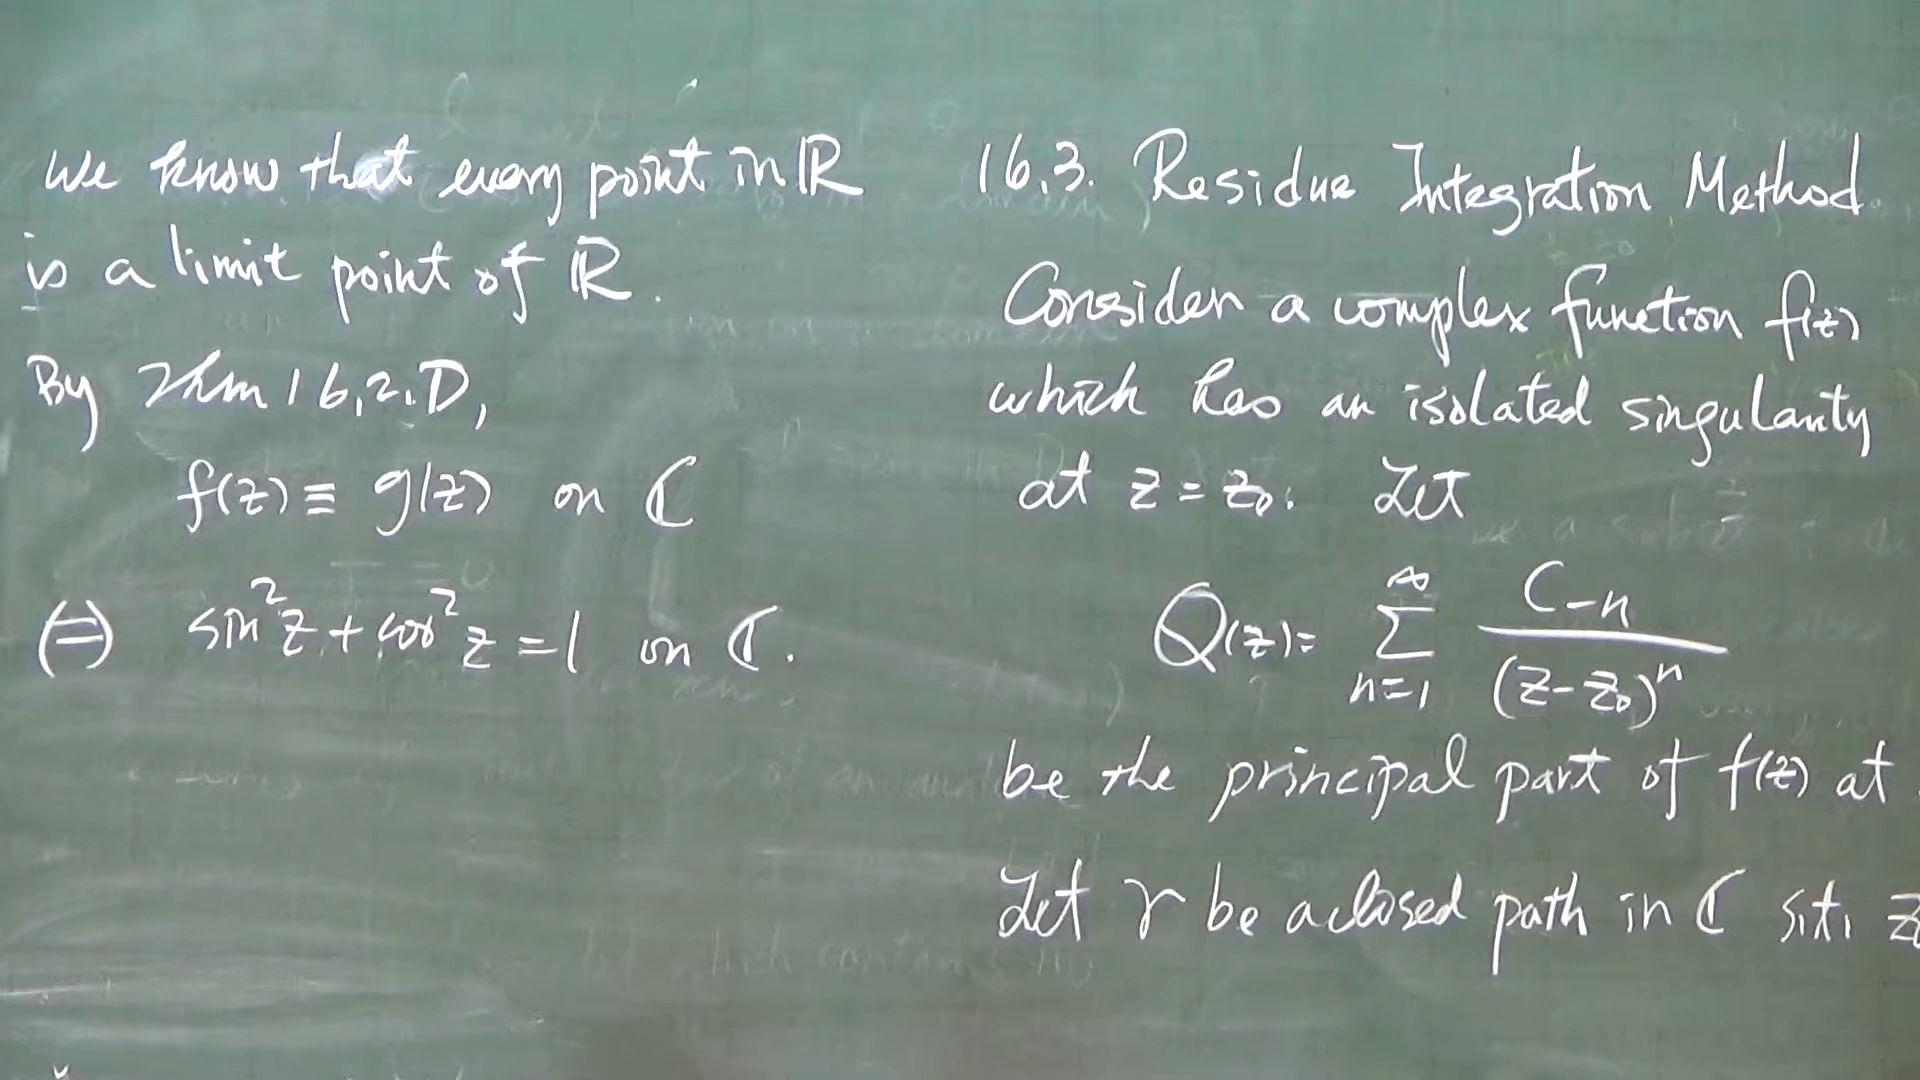 We know that every point in ℝ
is a limit point of ℝ.
By Thm 16.2.D,
f(z) ≡ g(z) on ℂ
(=) sin²z + cos²z = 1 on ℂ.
16.3. Residue Integration Method.
Consider a complex function f(z)
which has an isolated singularity
at z = z₀. Let
Q(z) = ∑_{n=1}^{∞} C_{-n} / (z - z₀)ⁿ
be the principal part of f(z) at
Let γ be a closed path in ℂ s.t.